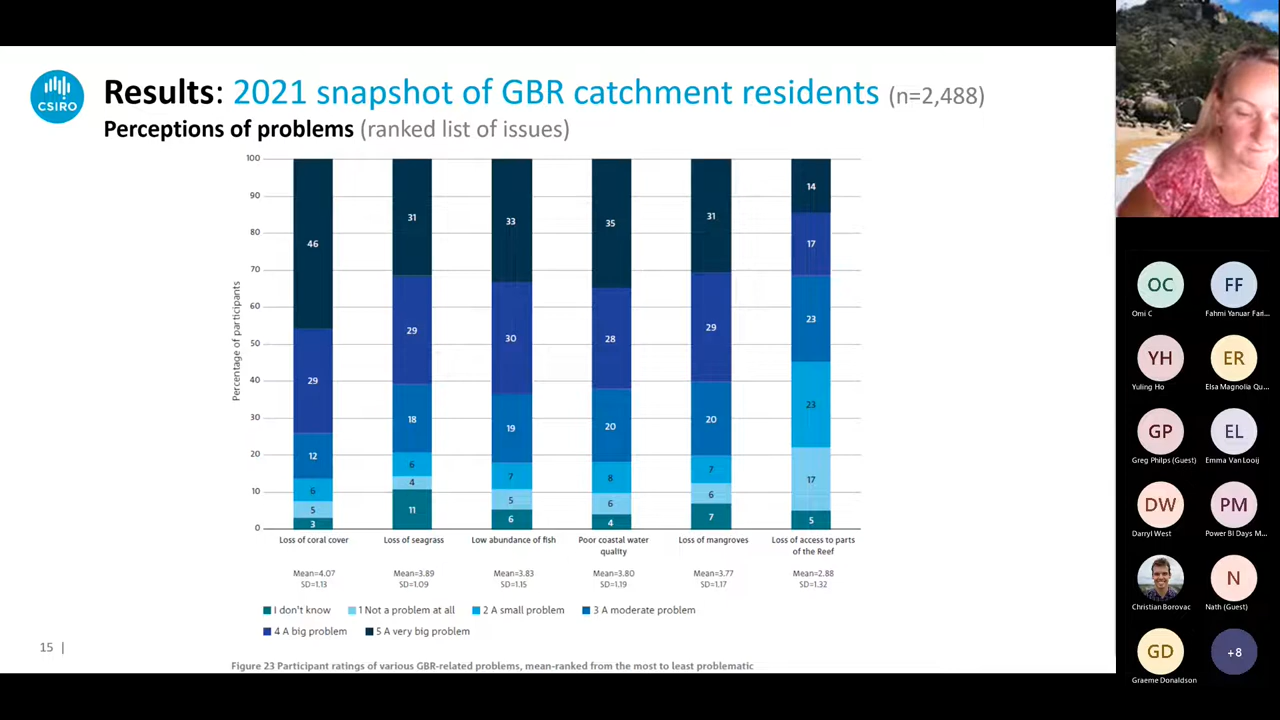 CSIRO
Results: 2021 snapshot of GBR catchment residents (n=2,488)
Perceptions of problems (ranked list of issues)
100
90
80
70
60
50
40
30
20
10
0
Percentage of participants
46
29
12
6
5
3
31
29
18
6
4
11
33
30
19
7
5
6
35
28
20
8
6
4
31
29
20
7
6
7
14
17
23
23
17
5
Loss of coral cover
Loss of seagrass
Low abundance of fish
Poor coastal water
quality
Loss of mangroves
Loss of access to parts
of the Reef
Mean=4.07
SD=1.13
Mean=3.89
SD=1.09
Mean=3.83
SD=1.15
Mean=3.80
SD=1.19
Mean=3.77
SD=1.17
Mean=2.88
SD=1.32
I don't know
1 Not a problem at all
2 A small problem
3 A moderate problem
4 A big problem
5 A very big problem
15 |
Figure 23 Participant ratings of various GBR-related problems, mean-ranked from the most to least problematic
OC
Omi C
FF
Fahmi Yanuar Fari...
YH
Yuling Ho
ER
Elsa Magnolia Qu...
GP
Greg Philps (Guest)
EL
Emma Van Looij
DW
Darryl West
PM
Power BI Days M...
Christian Borovac
N
Nath (Guest)
GD
Graeme Donaldson
+8